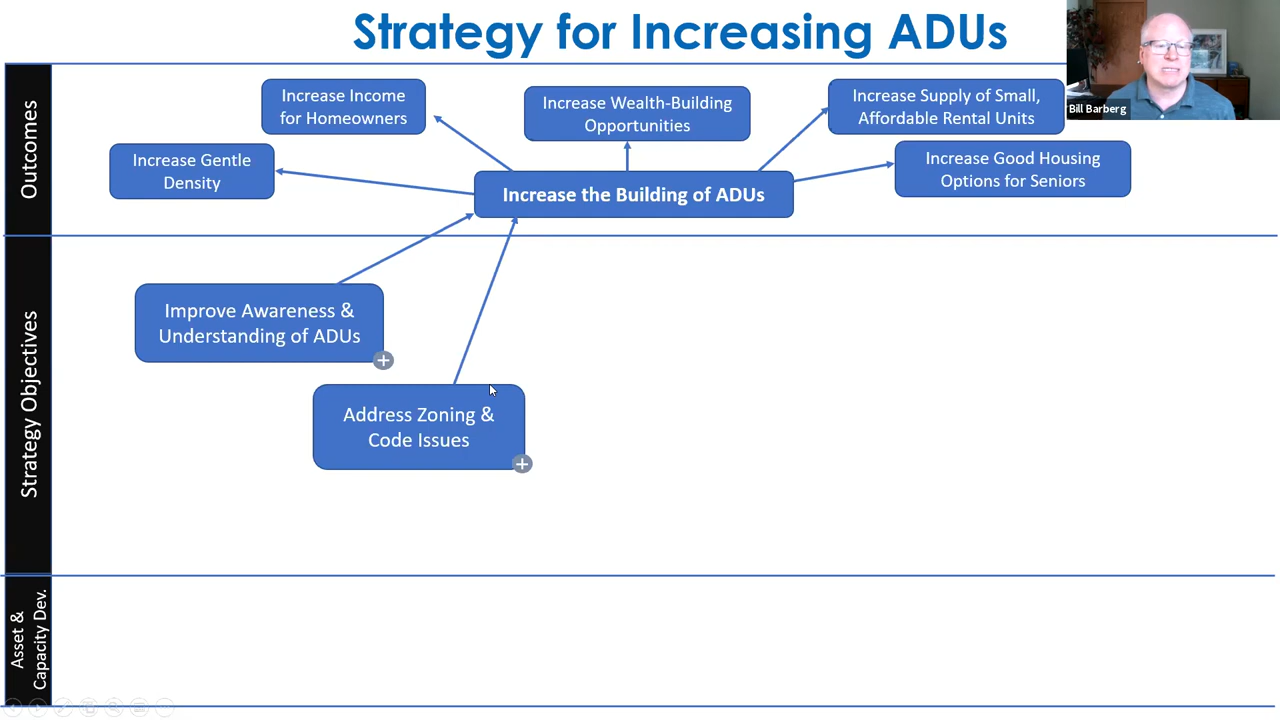 Strategy for Increasing ADUs
Bill Barberg
Outcomes
Increase Income
for Homeowners
Increase Wealth-Building
Opportunities
Increase Supply of Small,
Affordable Rental Units
Increase Gentle
Density
Increase the Building of ADUs
Increase Good Housing
Options for Seniors
Strategy Objectives
Improve Awareness &
Understanding of ADUs
Address Zoning &
Code Issues
Asset &
Capacity Dev.